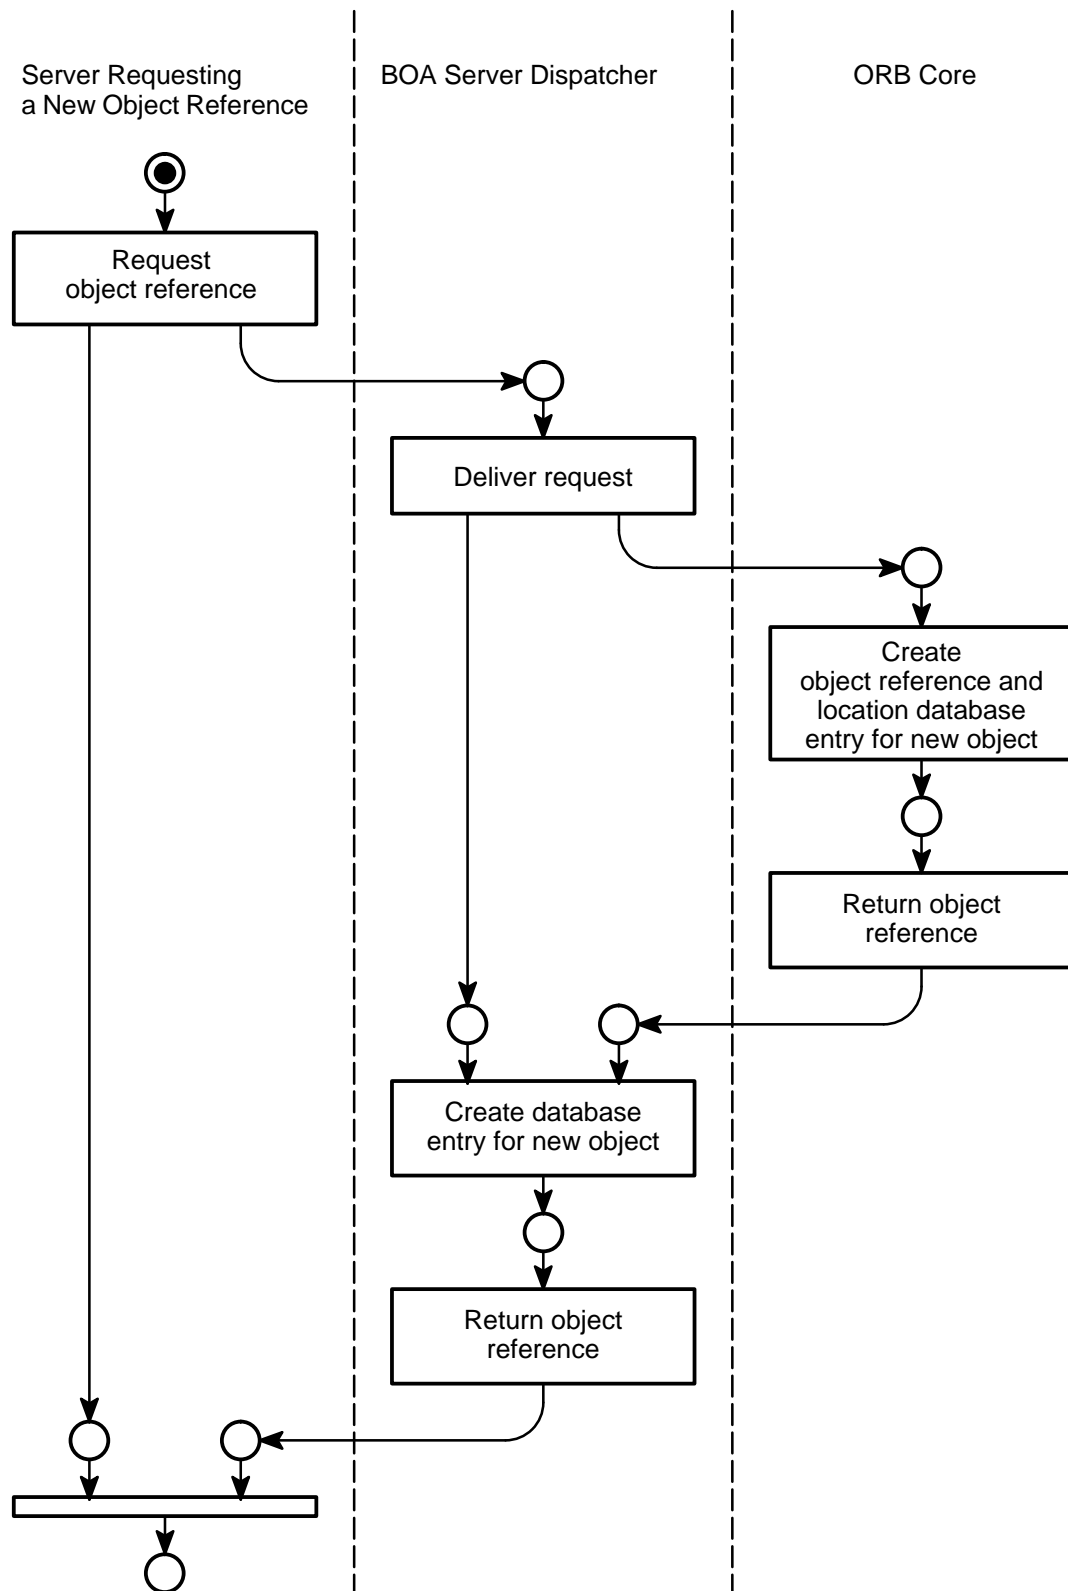 Server Requesting
a New Object Reference
BOA Server Dispatcher
ORB Core
Request
object reference
Deliver request
Create
object reference and
location database
entry for new object
Return object
reference
Create database
entry for new object
Return object
reference